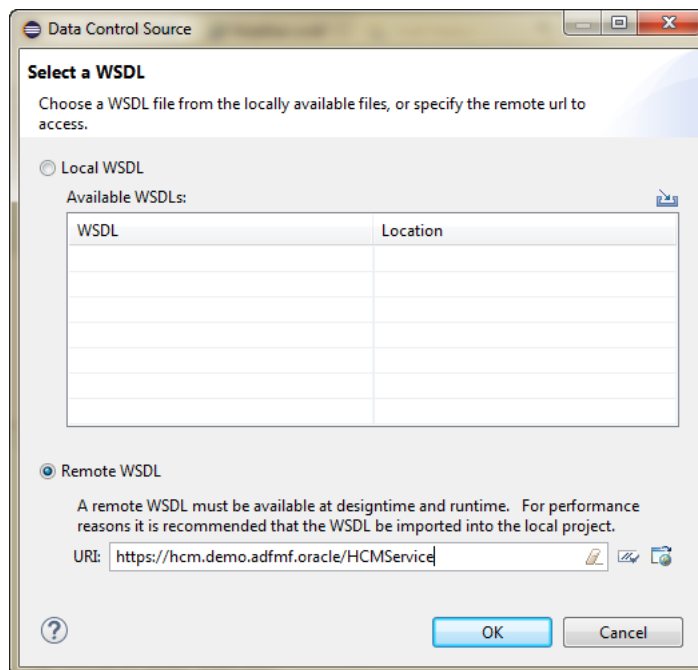 Data Control Source
Select a WSDL
Choose a WSDL file from the locally available files, or specify the remote url to
access.
Local WSDL
Available WSDLs:
WSDL Location
Remote WSDL
A remote WSDL must be available at designtime and runtime. For performance
reasons it is recommended that the WSDL be imported into the local project.
URI: https://hcm.demo.adfmf.oracle/HCMService
? OK Cancel